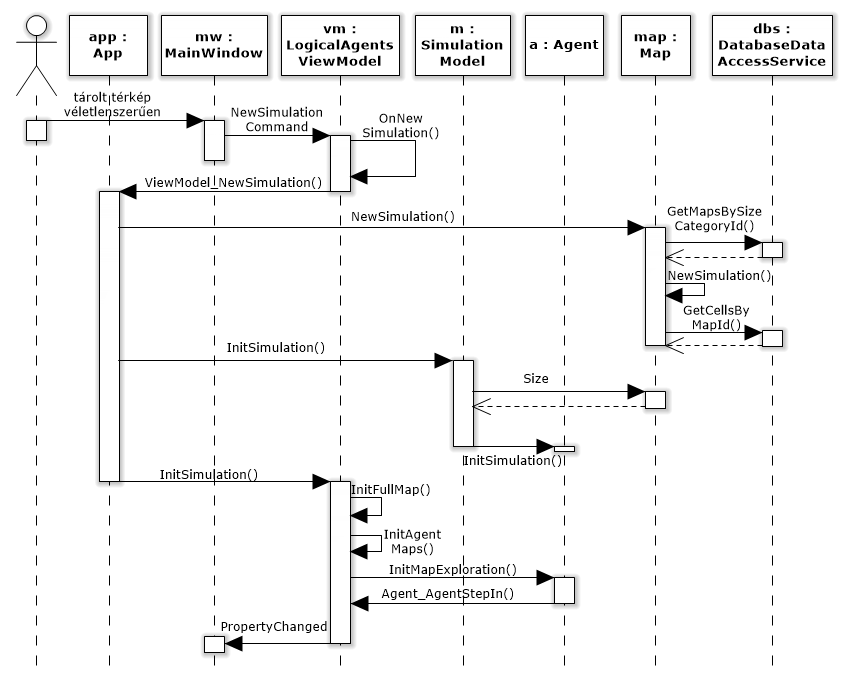 app :
App
mw :
MainWindow
vm :
LogicalAgents
ViewModel
m :
Simulation
Model
a : Agent
map :
Map
dbs :
DatabaseData
AccessService
tárolt térkép
véletlenszerűen
NewSimulation
Command
OnNew
Simulation()
ViewModel_NewSimulation()
NewSimulation()
GetMapsBySize
CategoryId()
NewSimulation()
GetCellsBy
MapId()
InitSimulation()
Size
InitSimulation()
InitSimulation()
InitFullMap()
InitAgent
Maps()
InitMapExploration()
Agent_AgentStepIn()
PropertyChanged